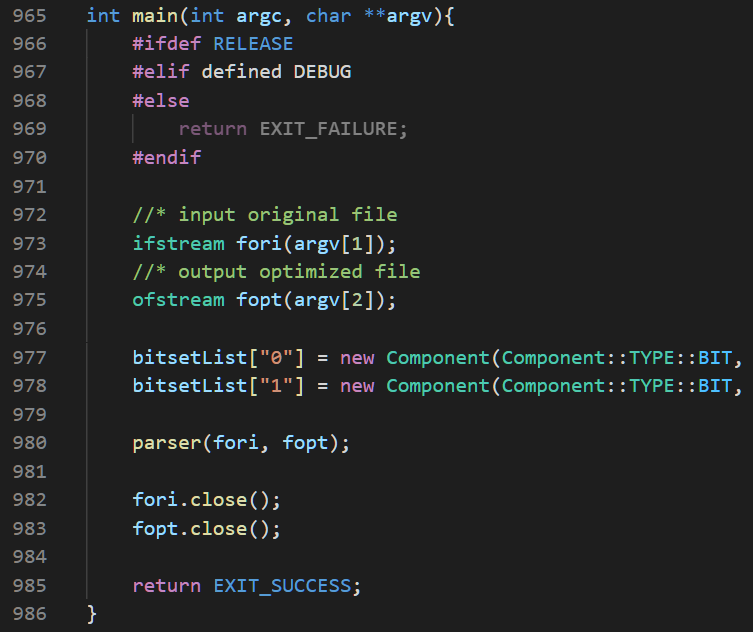 965 int main(int argc, char **argv){
966 #ifdef RELEASE
967 #elif defined DEBUG
968 #else
969 return EXIT_FAILURE;
970 #endif
971
972 //* input original file
973 ifstream fori(argv[1]);
974 //* output optimized file
975 ofstream fopt(argv[2]);
976
977 bitsetList["0"] = new Component(Component::TYPE::BIT,
978 bitsetList["1"] = new Component(Component::TYPE::BIT,
979
980 parser(fori, fopt);
981
982 fori.close();
983 fopt.close();
984
985 return EXIT_SUCCESS;
986 }